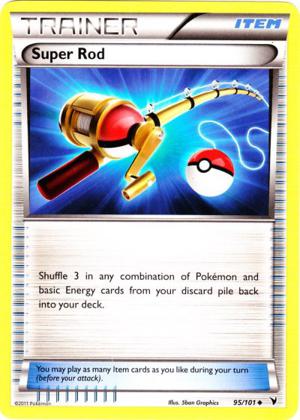 TRAINER
ITEM
Super Rod
Shuffle 3 in any combination of Pokémon and
basic Energy cards from your discard pile back
into your deck.
You may play as many Item cards as you like during your turn
(before your attack).
©2011 Pokémon
Illus. 5ban Graphics
95/101